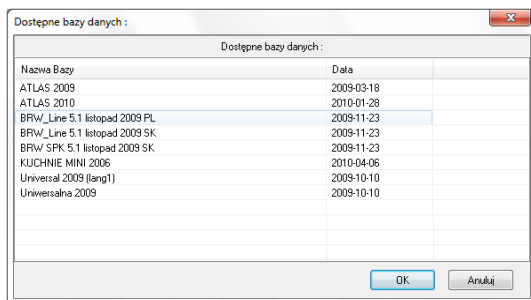 Dostępne bazy danych :
Dostępne bazy danych :
Nazwa Bazy Data
ATLAS 2009 2009-03-18
ATLAS 2010 2010-01-28
BRW_Line 5.1 listopad 2009 PL 2009-11-23
BRW_Line 5.1 listopad 2009 SK 2009-11-23
BRW SPK 5.1 listopad 2009 SK 2009-11-23
KUCHNIE MINI 2006 2010-04-06
Universal 2009 (lang1) 2009-10-10
Uniwersalna 2009 2009-10-10
OK Anuluj